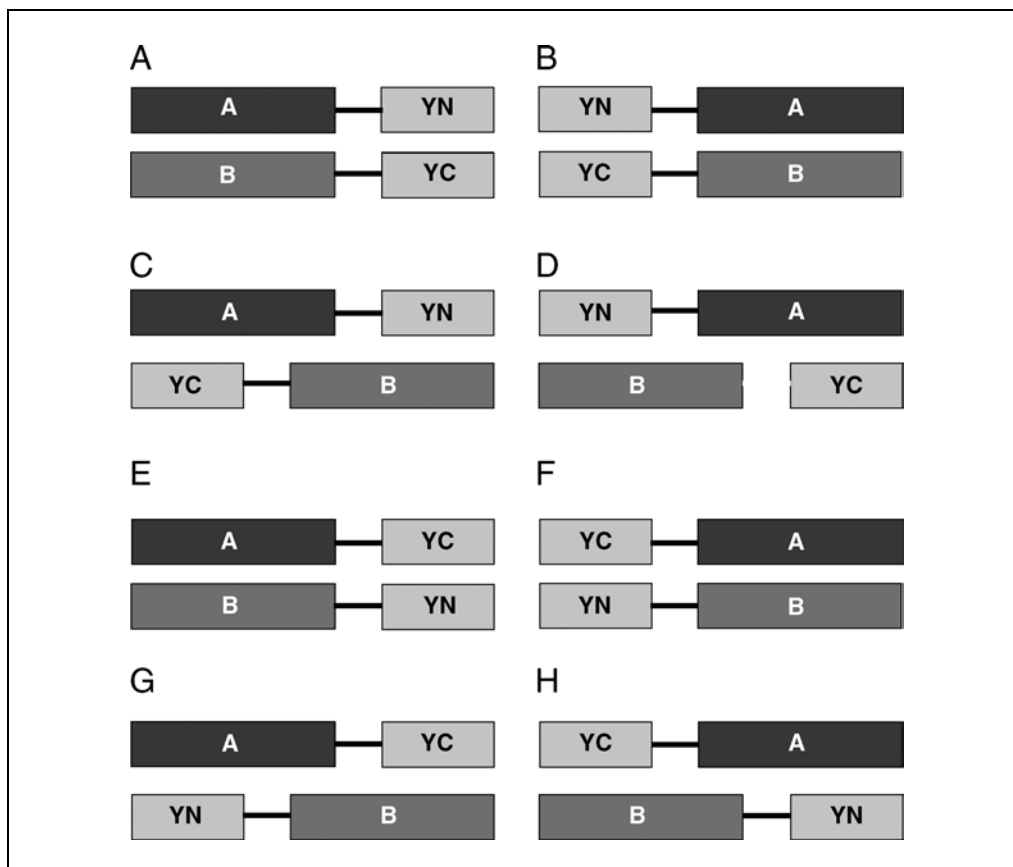 A B
A YN YN A
B YC YC B
C D
A YN YN A
YC B B YC
E F
A YC YC A
B YN YN B
G H
A YC YC A
YN B B YN